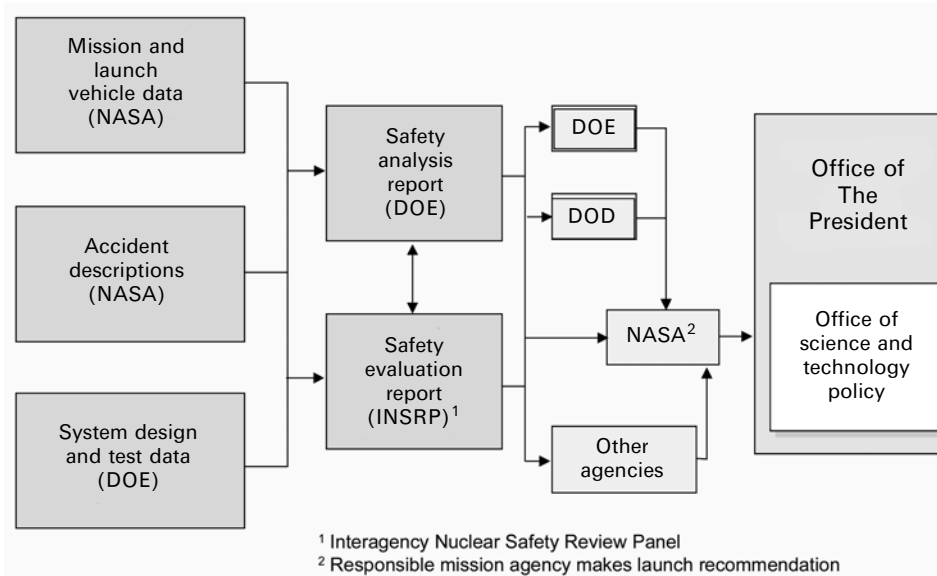 Mission and
launch
vehicle data
(NASA)
Accident
descriptions
(NASA)
System design
and test data
(DOE)
Safety
analysis
report
(DOE)
Safety
evaluation
report
(INSRP)¹
DOE
DOD
NASA²
Other
agencies
Office of
The
President
Office of
science and
technology
policy
¹ Interagency Nuclear Safety Review Panel
² Responsible mission agency makes launch recommendation